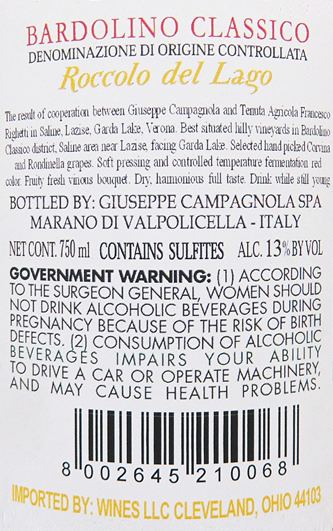 BARDOLINO CLASSICO
DENOMINAZIONE DI ORIGINE CONTROLLATA
Roccolo del Lago
The result of cooperation between Giuseppe Campagnola and Tenuta Agricola Francesco
Righetti in Saline, Lazise, Garda Lake, Verona. Best situated hilly vineyards in Bardolino
Classico district, Saline area near Lazise, facing Garda Lake. Selected hand picked Corvina
and Rondinella grapes. Soft pressing and controlled temperature fermentation red
color. Fruity fresh vinous bouquet. Dry, harmonious full taste. Drink while still young
BOTTLED BY: GIUSEPPE CAMPAGNOLA SPA
MARANO DI VALPOLICELLA - ITALY
NET CONT. 750 ml CONTAINS SULFITES ALC. 13% BY VOL
GOVERNMENT WARNING: (1) ACCORDING
TO THE SURGEON GENERAL, WOMEN SHOULD
NOT DRINK ALCOHOLIC BEVERAGES DURING
PREGNANCY BECAUSE OF THE RISK OF BIRTH
DEFECTS. (2) CONSUMPTION OF ALCOHOLIC
BEVERAGES IMPAIRS YOUR ABILITY
TO DRIVE A CAR OR OPERATE MACHINERY,
AND MAY CAUSE HEALTH PROBLEMS.
8 002645 210068
IMPORTED BY: WINES LLC CLEVELAND, OHIO 44103